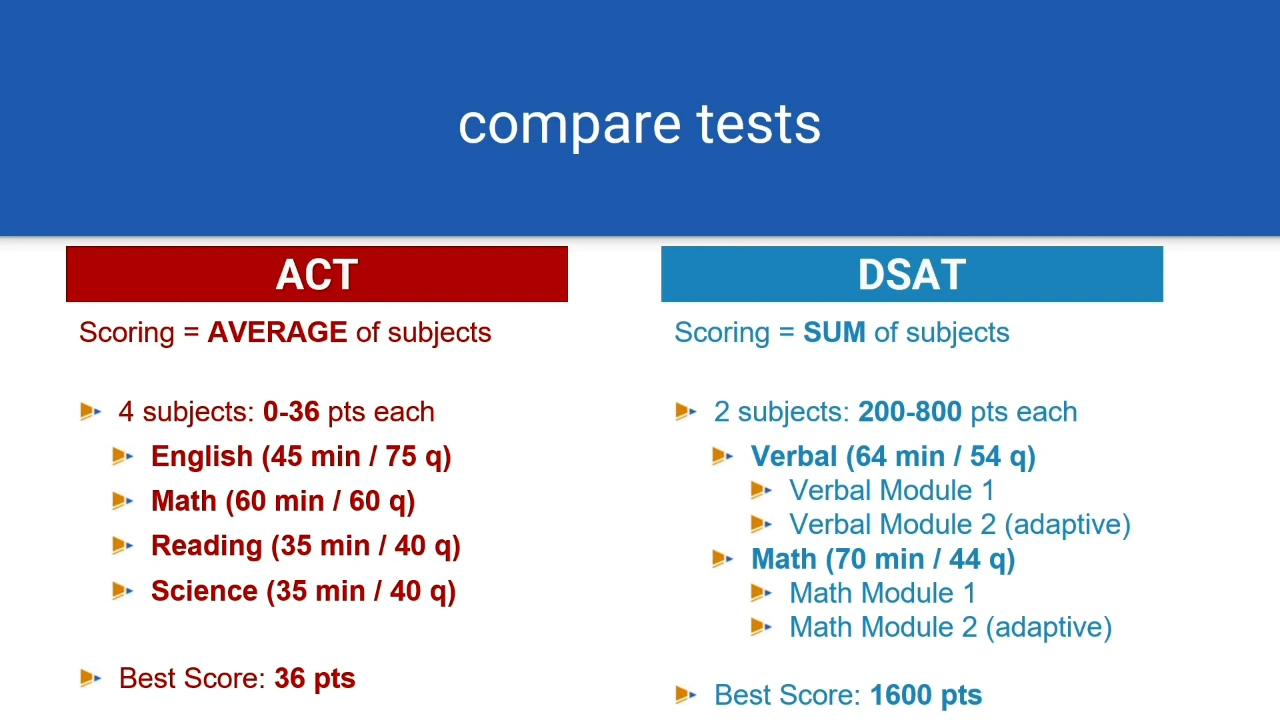 compare tests
ACT
Scoring = AVERAGE of subjects
4 subjects: 0-36 pts each
English (45 min / 75 q)
Math (60 min / 60 q)
Reading (35 min / 40 q)
Science (35 min / 40 q)
Best Score: 36 pts
DSAT
Scoring = SUM of subjects
2 subjects: 200-800 pts each
Verbal (64 min / 54 q)
Verbal Module 1
Verbal Module 2 (adaptive)
Math (70 min / 44 q)
Math Module 1
Math Module 2 (adaptive)
Best Score: 1600 pts